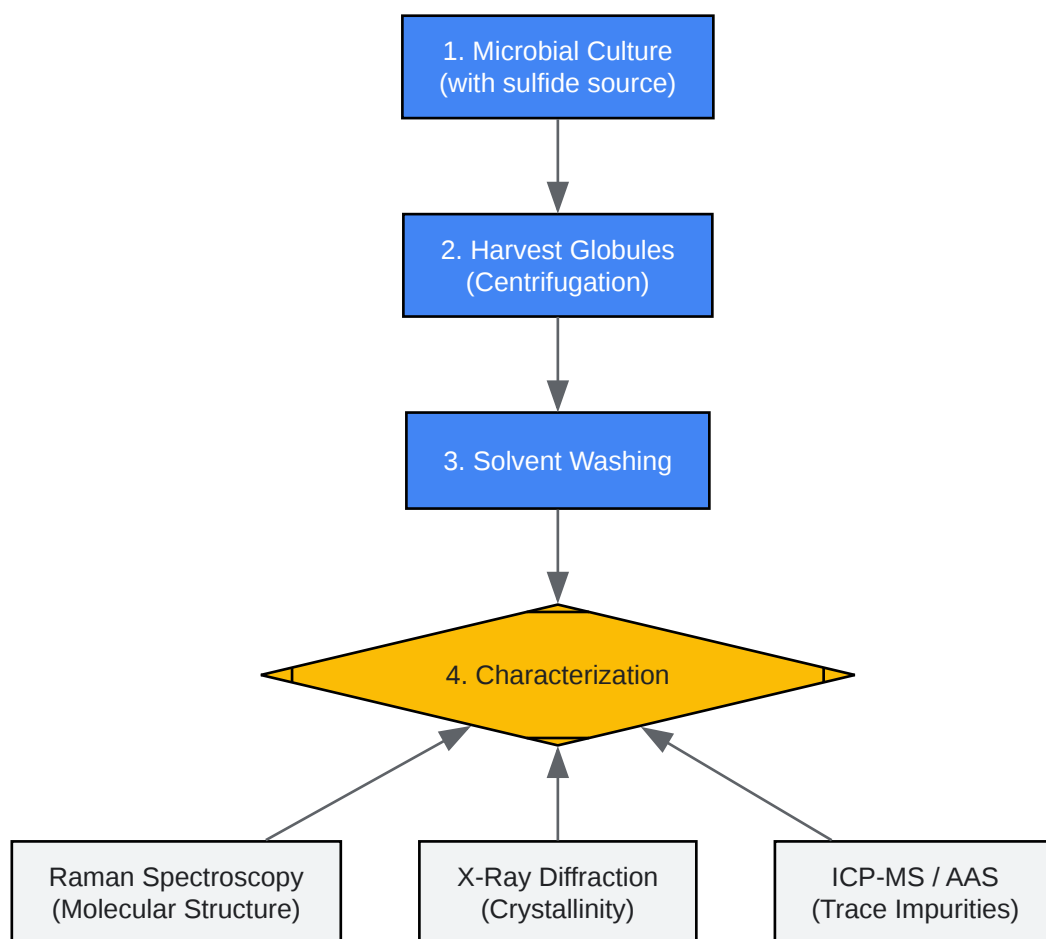 1. Microbial Culture
(with sulfide source)
2. Harvest Globules
(Centrifugation)
3. Solvent Washing
4. Characterization
Raman Spectroscopy
(Molecular Structure)
X-Ray Diffraction
(Crystallinity)
ICP-MS / AAS
(Trace Impurities)